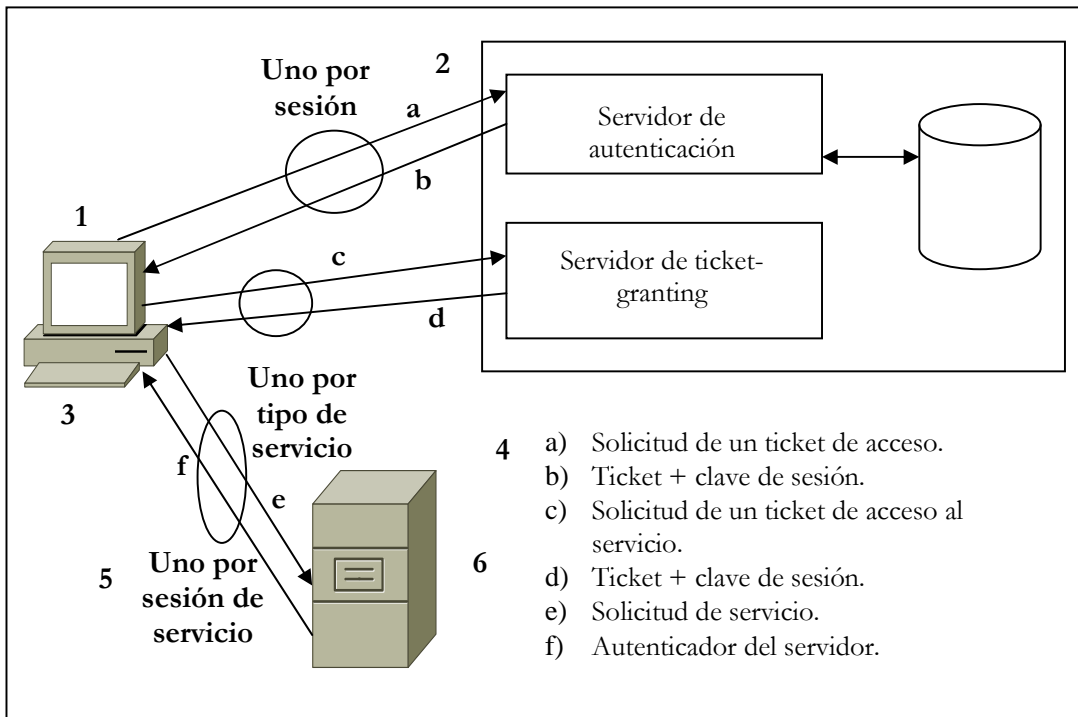 Uno por
sesión
a
b
2
Servidor de
autenticación
1
c
d
Servidor de ticket-
granting
3
Uno por
tipo de
servicio
f
e
5
Uno por
sesión de
servicio
6
4
a) Solicitud de un ticket de acceso.
b) Ticket + clave de sesión.
c) Solicitud de un ticket de acceso al
servicio.
d) Ticket + clave de sesión.
e) Solicitud de servicio.
f) Autenticador del servidor.